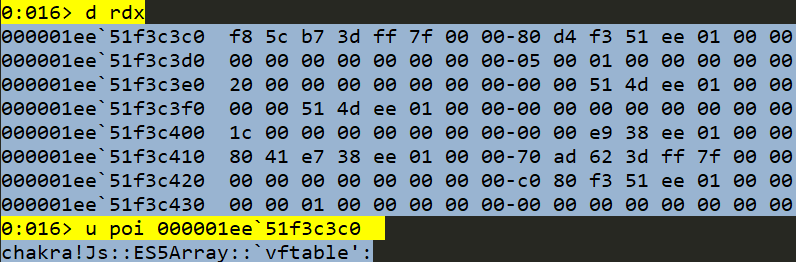 0:016> d rdx
000001ee`51f3c3c0  f8 5c b7 3d ff 7f 00 00-80 d4 f3 51 ee 01 00 00
000001ee`51f3c3d0  00 00 00 00 00 00 00 00-05 00 01 00 00 00 00 00
000001ee`51f3c3e0  20 00 00 00 00 00 00 00-00 00 51 4d ee 01 00 00
000001ee`51f3c3f0  00 00 51 4d ee 01 00 00-00 00 00 00 00 00 00 00
000001ee`51f3c400  1c 00 00 00 00 00 00 00-00 00 e9 38 ee 01 00 00
000001ee`51f3c410  80 41 e7 38 ee 01 00 00-70 ad 62 3d ff 7f 00 00
000001ee`51f3c420  00 00 00 00 00 00 00 00-c0 80 f3 51 ee 01 00 00
000001ee`51f3c430  00 00 01 00 00 00 00 00-00 00 00 00 00 00 00 00
0:016> u poi 000001ee`51f3c3c0
chakra!Js::ES5Array::`vftable':